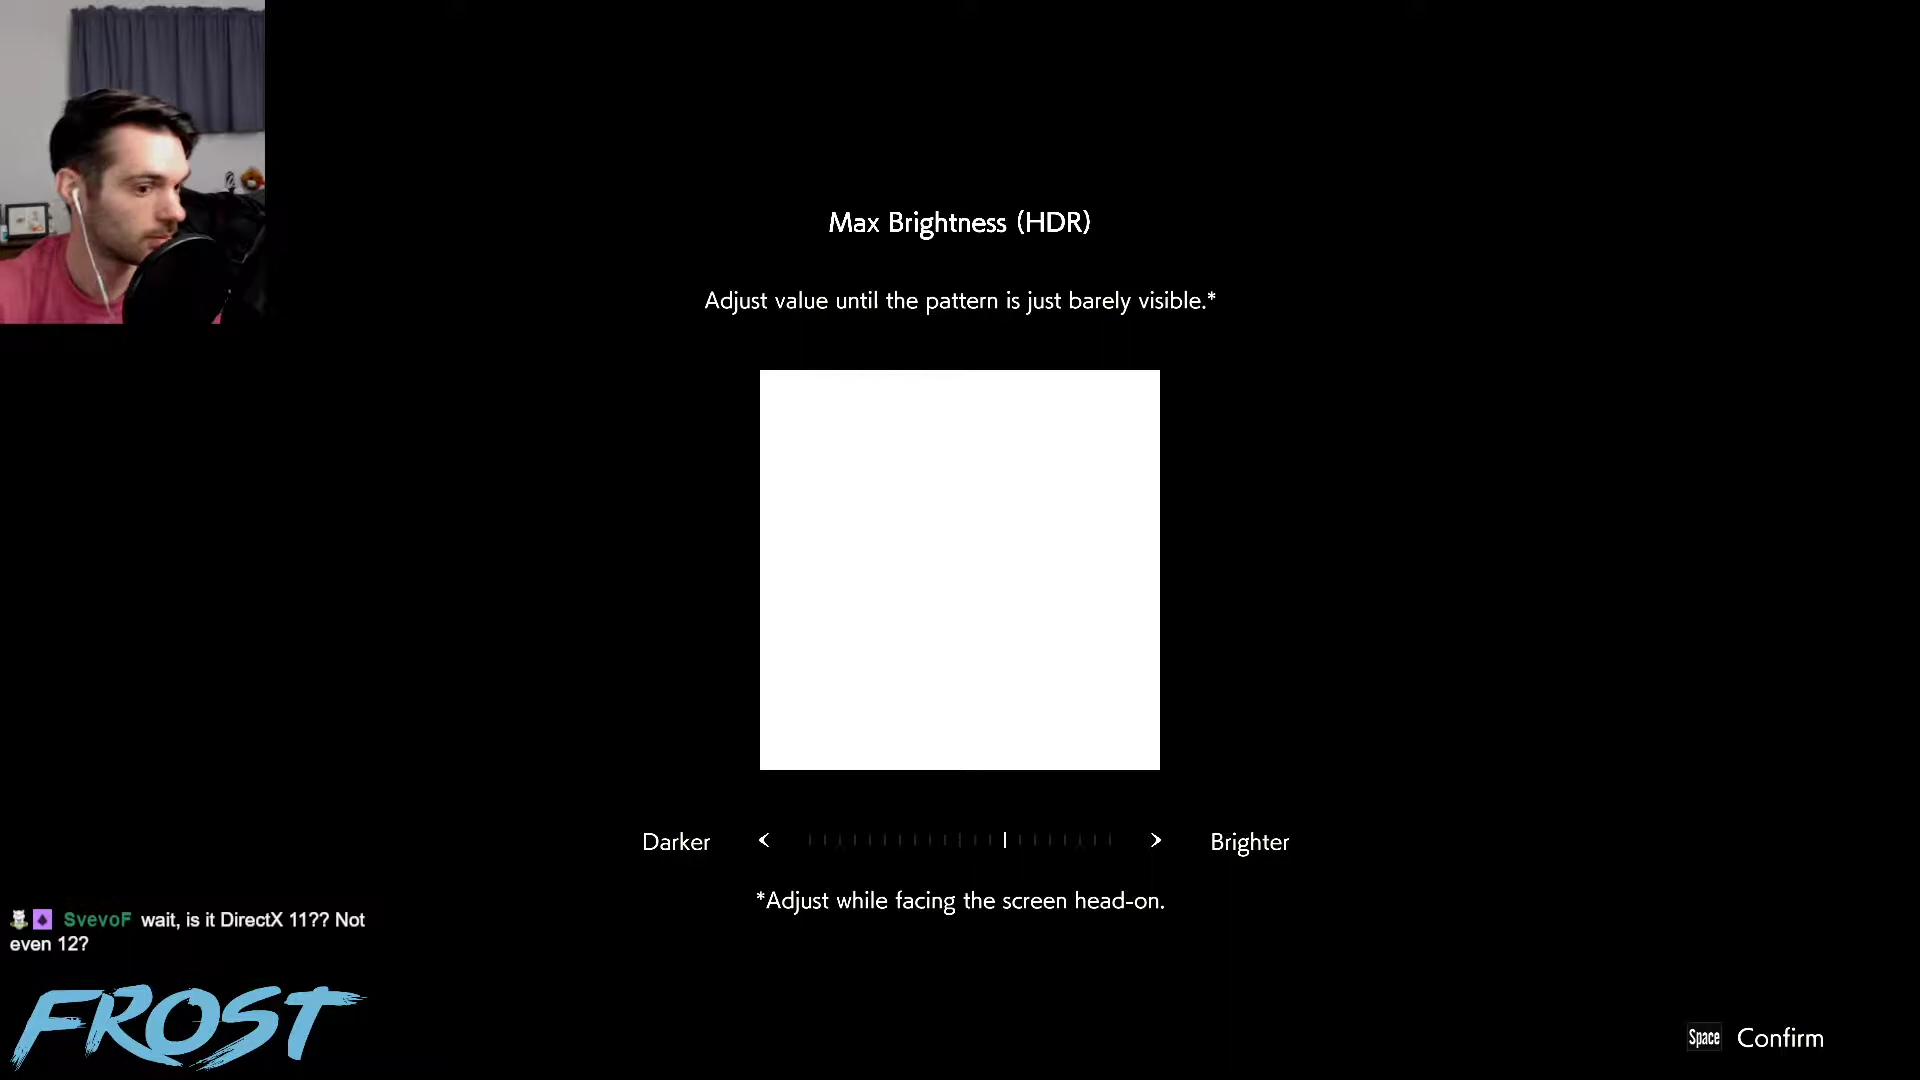 Max Brightness (HDR)
Adjust value until the pattern is just barely visible.*
Darker
Brighter
*Adjust while facing the screen head-on.
SvevoF wait, is it DirectX 11?? Not
even 12?
FROST
Space Confirm